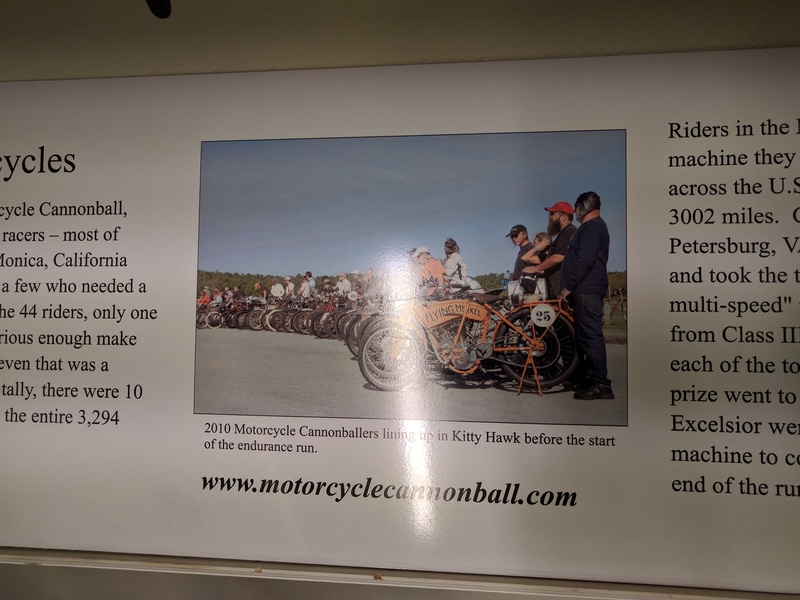 cycles
cycle Cannonball,
racers – most of
Monica, California
a few who needed a
he 44 riders, only one
rious enough make
even that was a
tally, there were 10
the entire 3,294
FLYING MERKEL
25
2010 Motorcycle Cannonballers lining up in Kitty Hawk before the start
of the endurance run.
www.motorcyclecannonball.com
Riders in the
machine they
across the U.S
3002 miles.
Petersburg, VA
and took the t
multi-speed"
from Class III
each of the to
prize went to
Excelsior wer
machine to co
end of the run